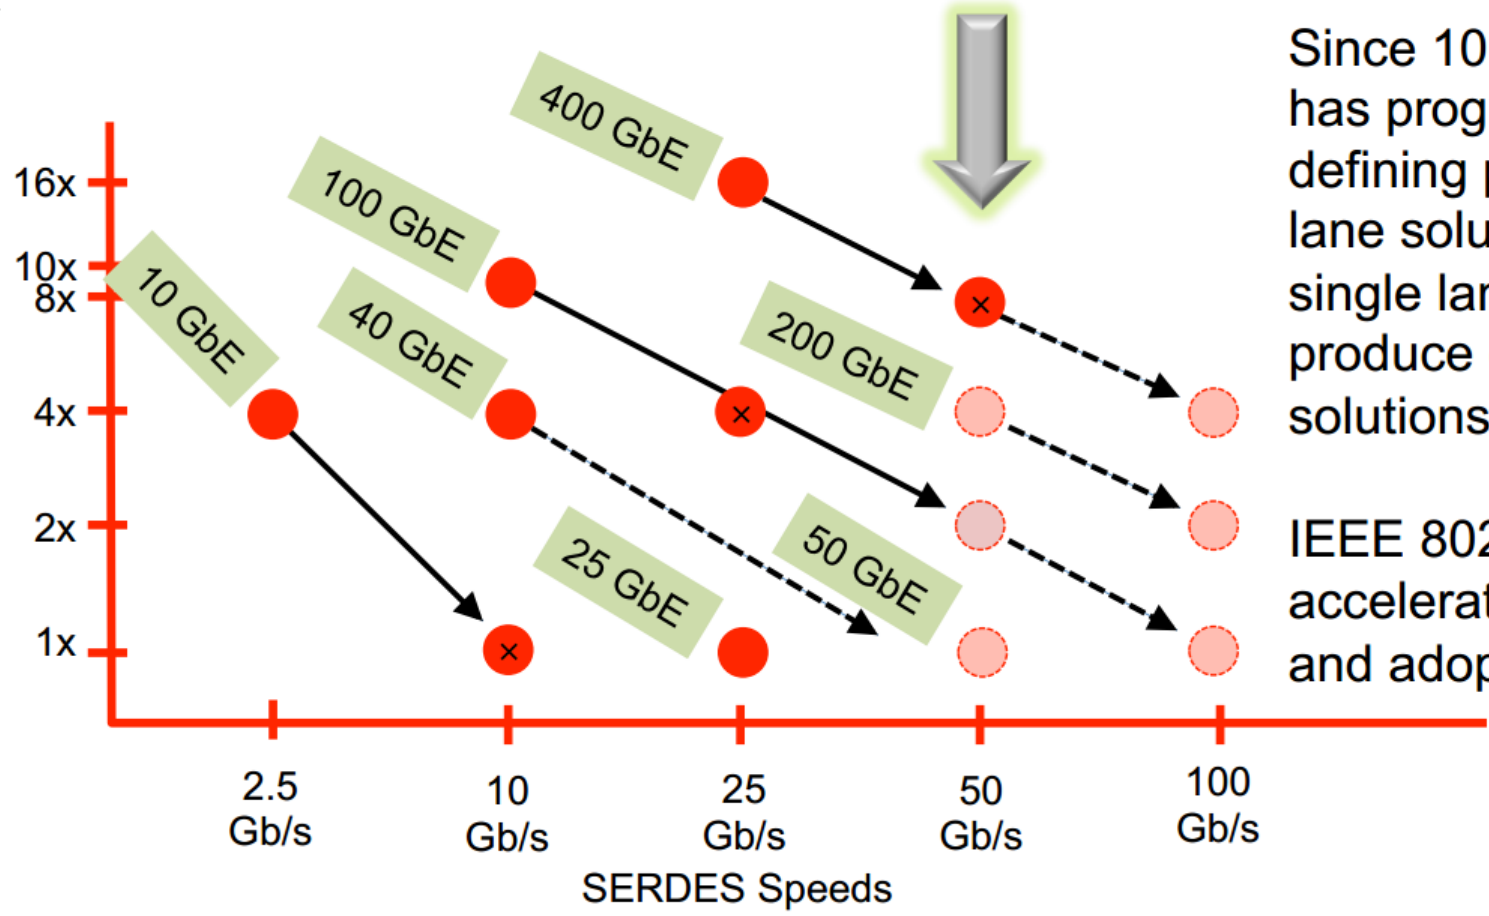 400 GbE
100 GbE
10 GbE
40 GbE
200 GbE
25 GbE
50 GbE
16x
10x
8x
4x
2x
1x
2.5
Gb/s
10
Gb/s
25
Gb/s
50
Gb/s
100
Gb/s
SERDES Speeds
Since 10
has prog
defining
lane solu
single lan
produce
solutions
IEEE 802
accelerat
and adop